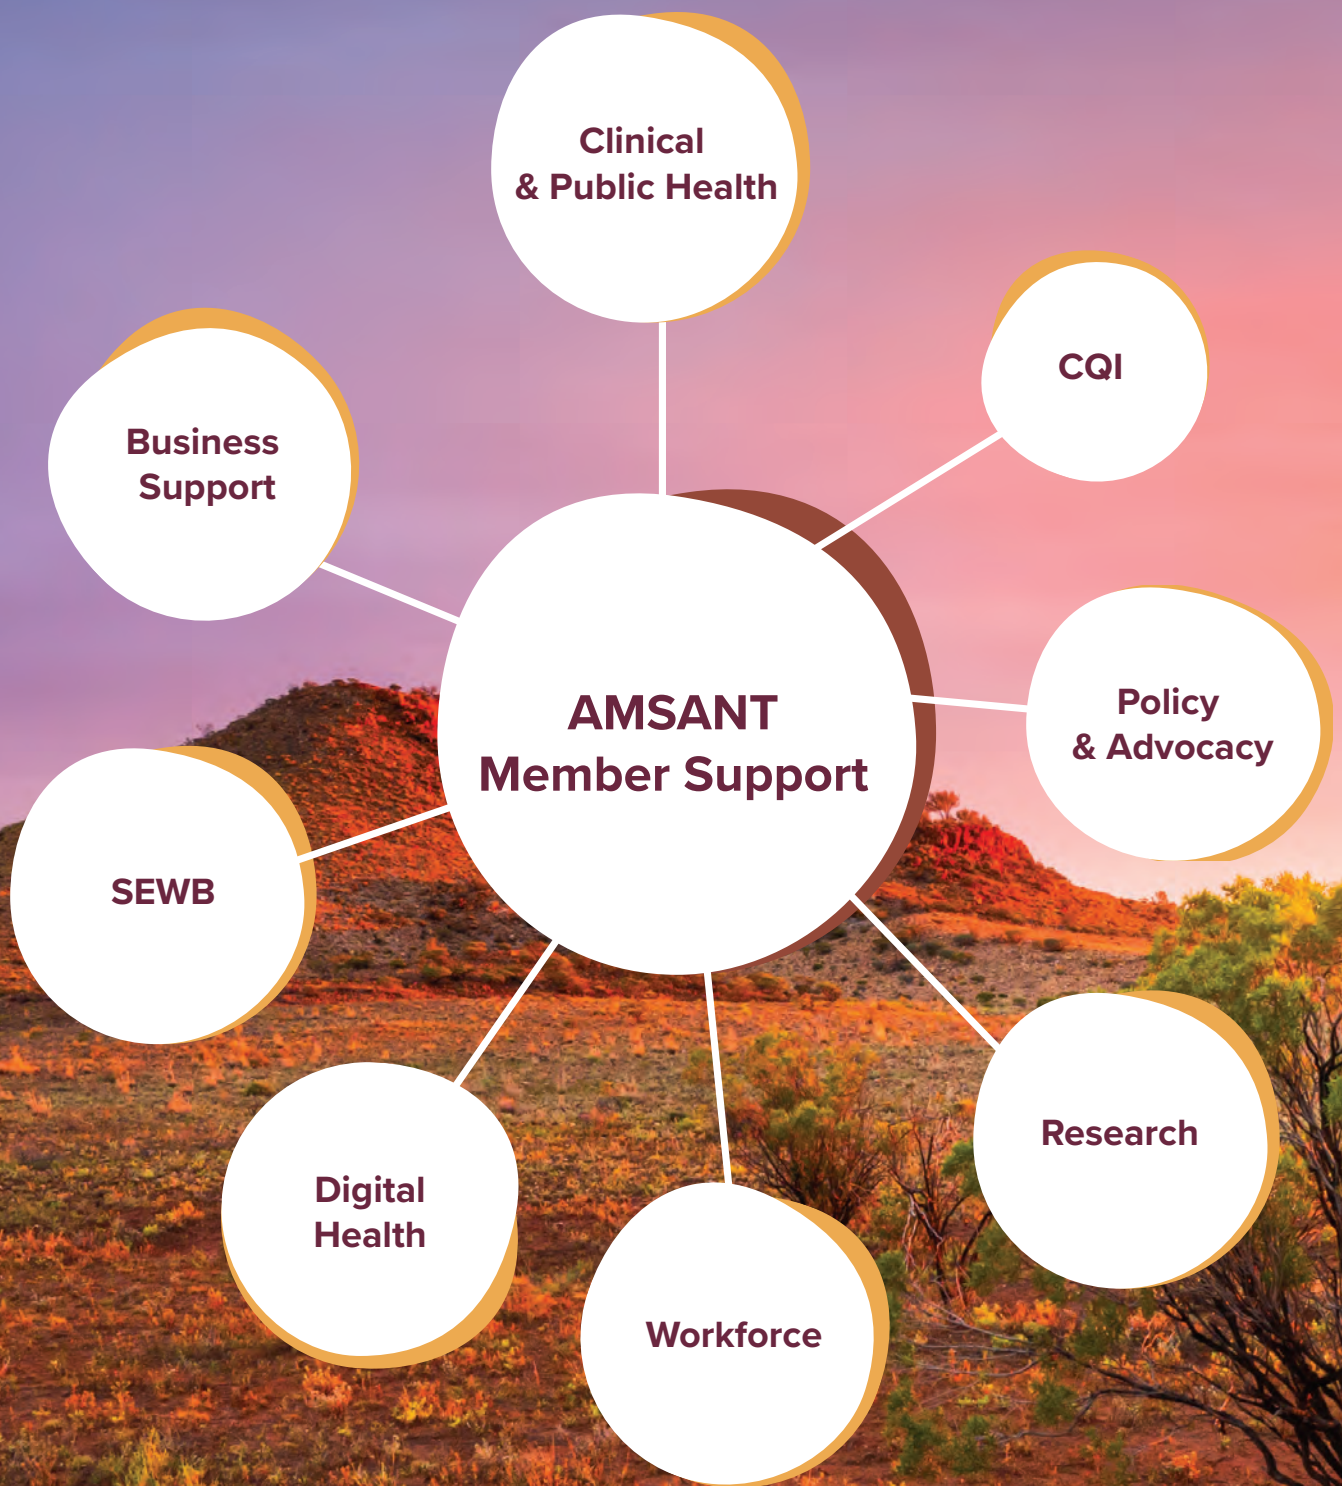 Clinical
& Public Health
CQI
Business
Support
Policy
& Advocacy
AMSANT
Member Support
SEWB
Research
Digital
Health
Workforce